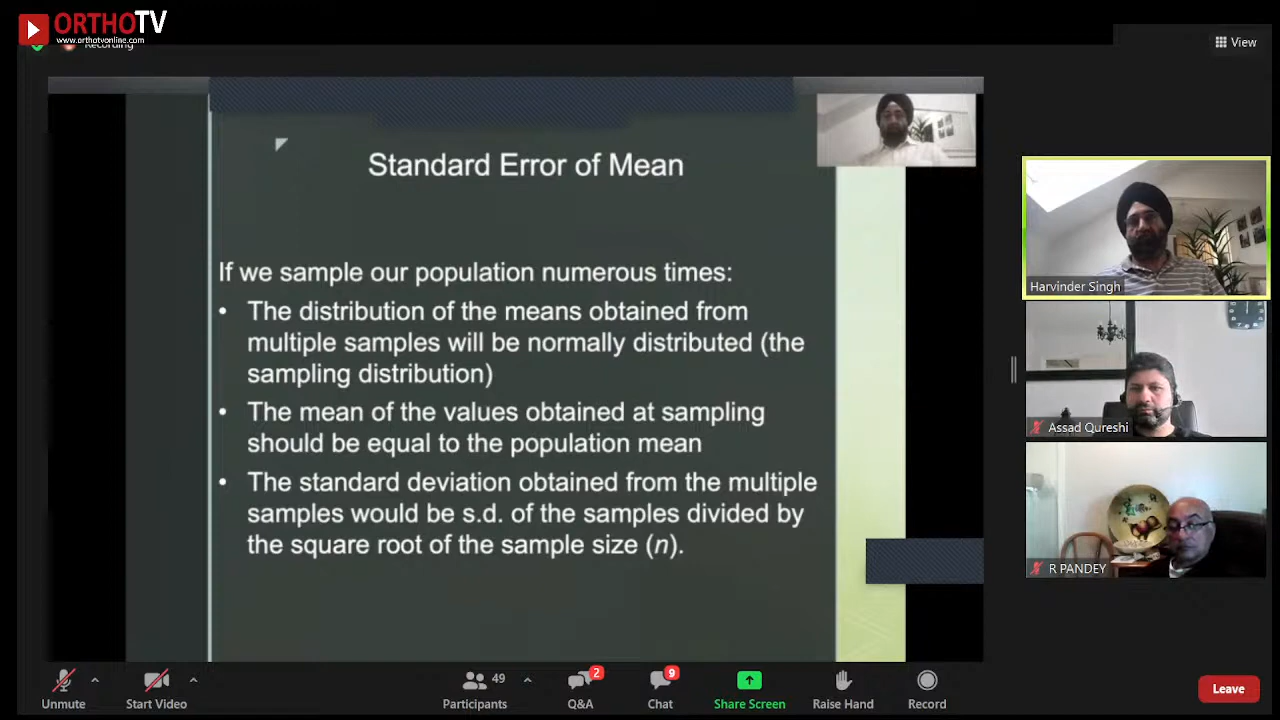 ORTHOTV
www.orthotvonline.com
Recording
View
Standard Error of Mean
If we sample our population numerous times:
• The distribution of the means obtained from
multiple samples will be normally distributed (the
sampling distribution)
• The mean of the values obtained at sampling
should be equal to the population mean
• The standard deviation obtained from the multiple
samples would be s.d. of the samples divided by
the square root of the sample size (n).
Harvinder Singh
Assad Qureshi
R PANDEY
Unmute
Start Video
49
Participants
2
Q&A
9
Chat
Share Screen
Raise Hand
Record
Leave